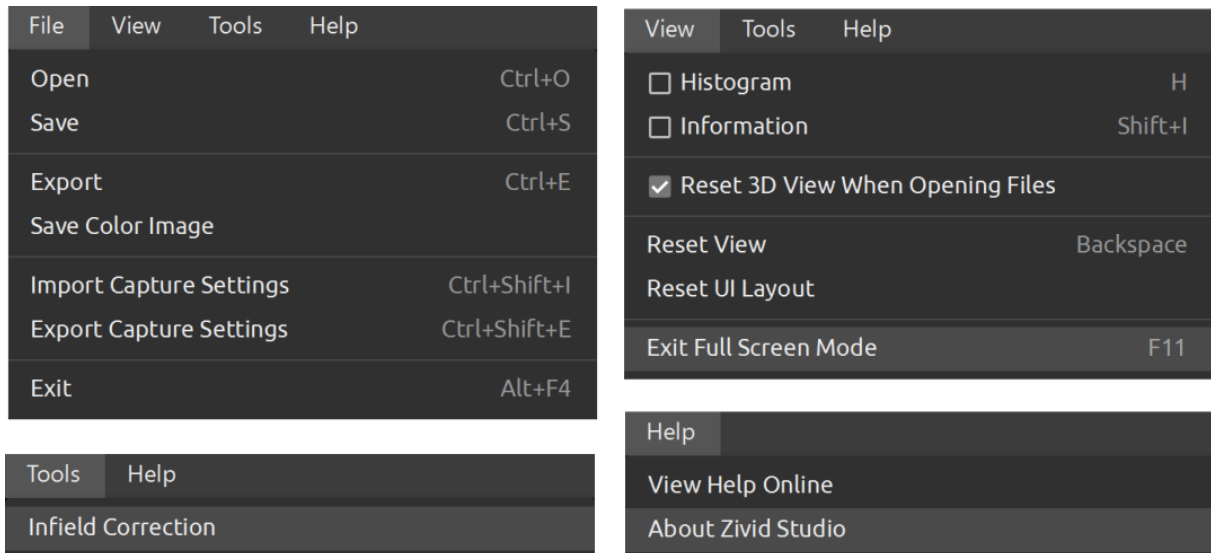 File View Tools Help
Open Ctrl+O
Save Ctrl+S
Export Ctrl+E
Save Color Image
Import Capture Settings Ctrl+Shift+I
Export Capture Settings Ctrl+Shift+E
Exit Alt+F4
Tools Help
Infield Correction
View Tools Help
Histogram H
Information Shift+I
Reset 3D View When Opening Files
Reset View Backspace
Reset UI Layout
Exit Full Screen Mode F11
Help
View Help Online
About Zivid Studio